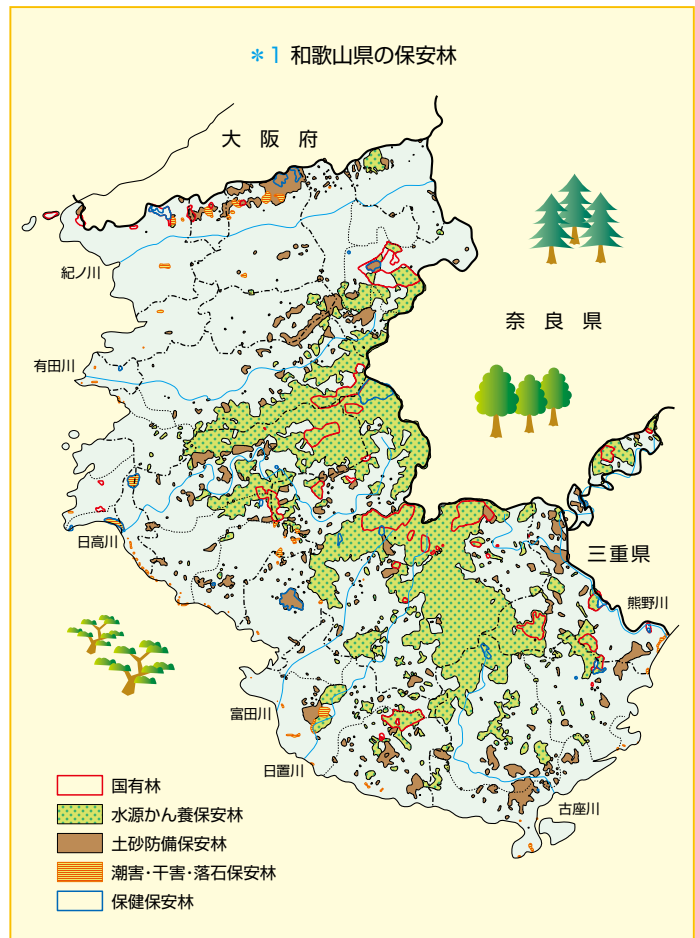 *1 和歌山県の保安林
大阪府
紀ノ川
奈良県
有田川
三重県
日高川
熊野川
富田川
日置川
古座川
国有林
水源かん養保安林
土砂防備保安林
潮害・干害・落石保安林
保健保安林